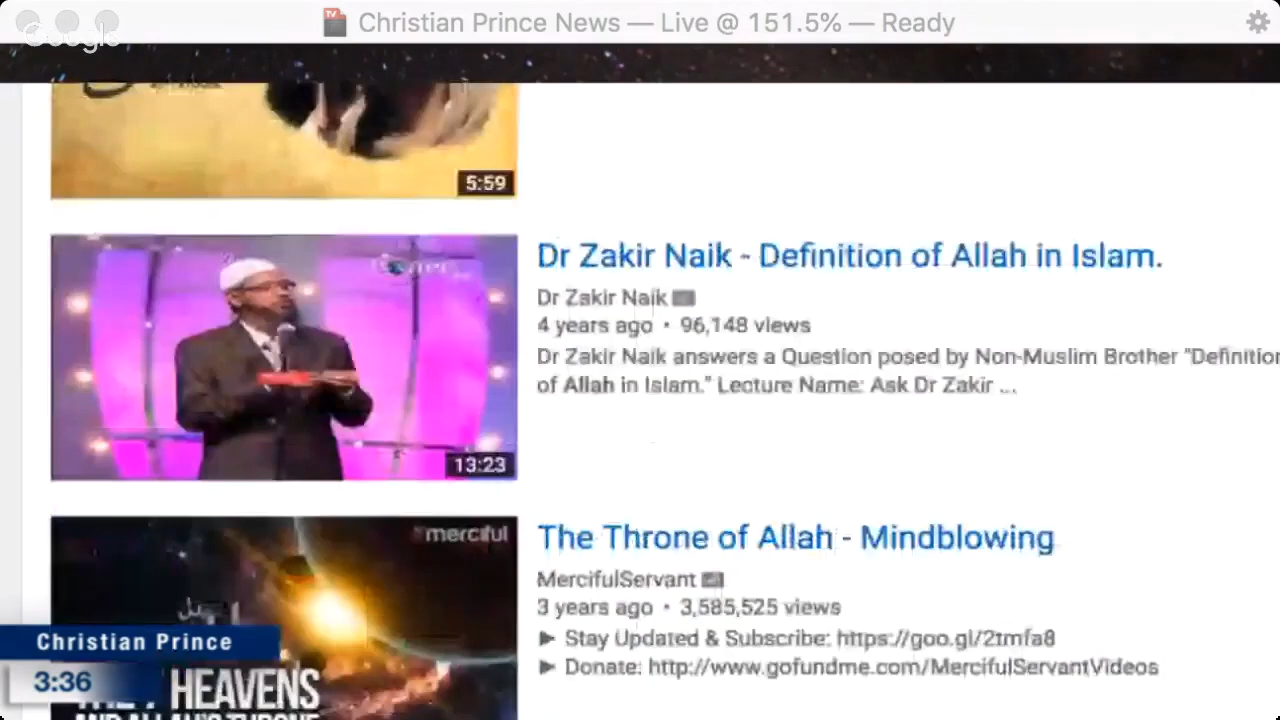 Christian Prince News — Live @ 151.5% — Ready
Google
5:59
Dr Zakir Naik - Definition of Allah in Islam.
Dr Zakir Naik
4 years ago • 96,148 views
Dr Zakir Naik answers a Question posed by Non-Muslim Brother "Definition
of Allah in Islam." Lecture Name: Ask Dr Zakir ...
13:23
merciful
The Throne of Allah - Mindblowing
MercifulServant
3 years ago • 3,585,525 views
► Stay Updated & Subscribe: https://goo.gl/2tmfa8
► Donate: http://www.gofundme.com/MercifulServantVideos
Christian Prince
3:36
HEAVENS
AND ALLAH'S THRONE